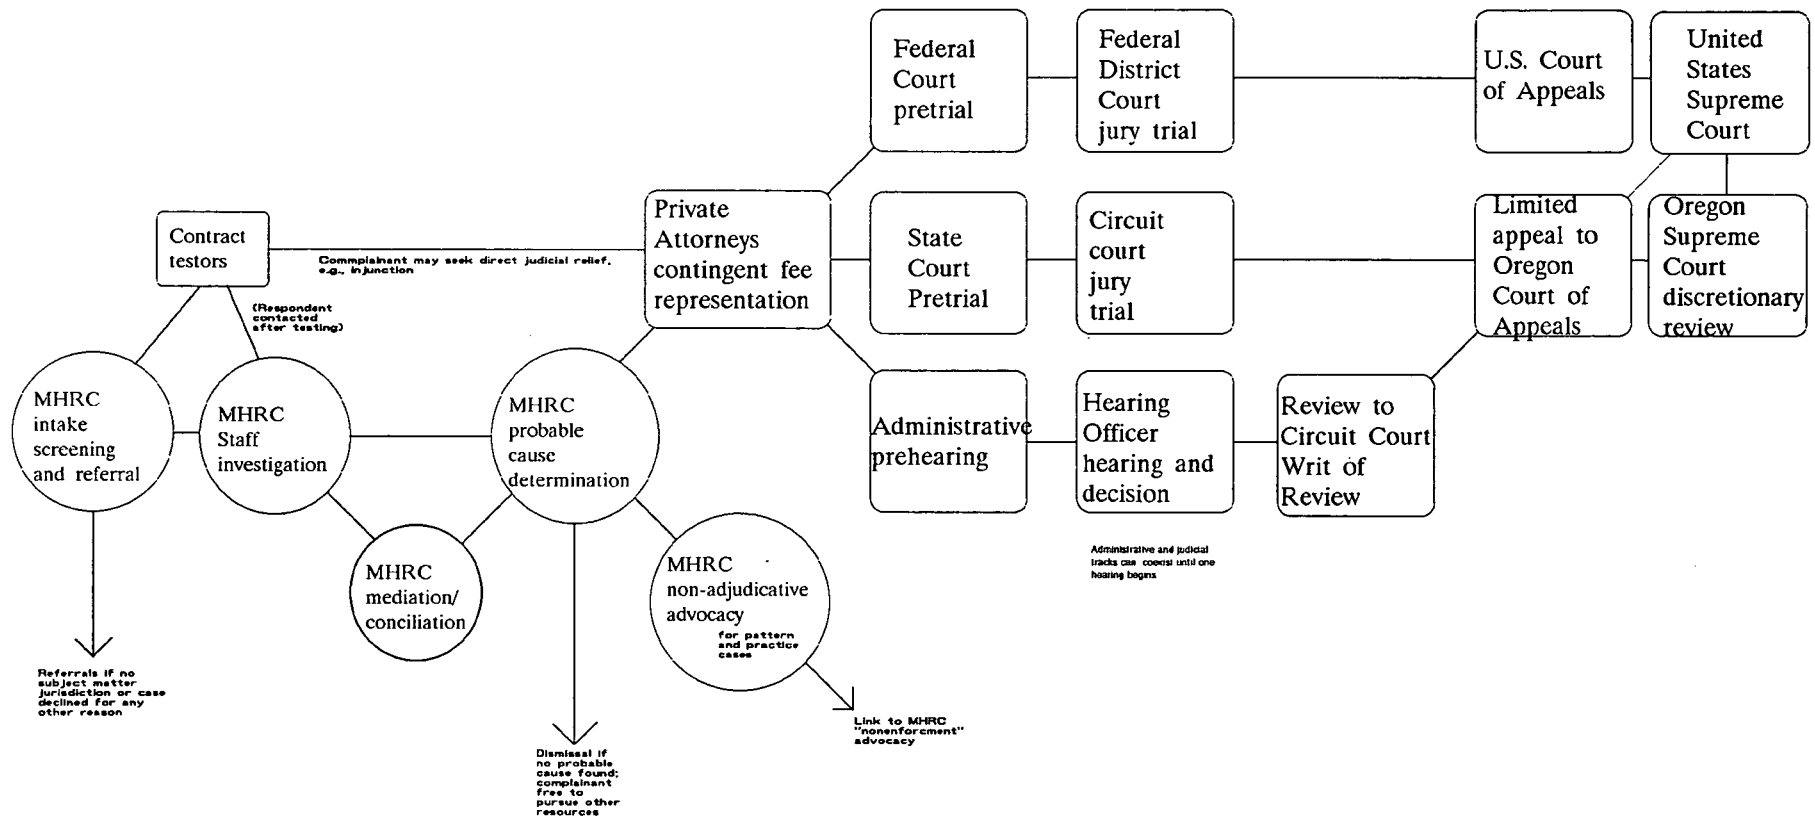 Federal
Court
pretrial
Federal
District
Court
jury trial
U.S. Court
of Appeals
United
States
Supreme
Court
Contract
testors
Commplainant may seek direct judicial relief,
e.g., injunction
Private
Attorneys
contingent fee
representation
State
Court
Pretrial
Circuit
court
jury
trial
Limited
appeal to
Oregon
Court of
Appeals
Oregon
Supreme
Court
discretionary
review
(Respondent
contacted
after testing)
MHRC
intake
screening
and referral
MHRC
Staff
investigation
MHRC
probable
cause
determination
Administrative
prehearing
Hearing
Officer
hearing and
decision
Review to
Circuit Court
Writ of
Review
MHRC
mediation/
conciliation
MHRC
non-adjudicative
advocacy
for pattern
and practice
cases
Administrative and judicial
tracks can coexist until one
hearing begins
Referrals if no
subject matter
jurisdiction or case
declined for any
other reason
Dismissal if
no probable
cause found;
complainant
free to
pursue other
resources
Link to MHRC
"nonenforcment"
advocacy